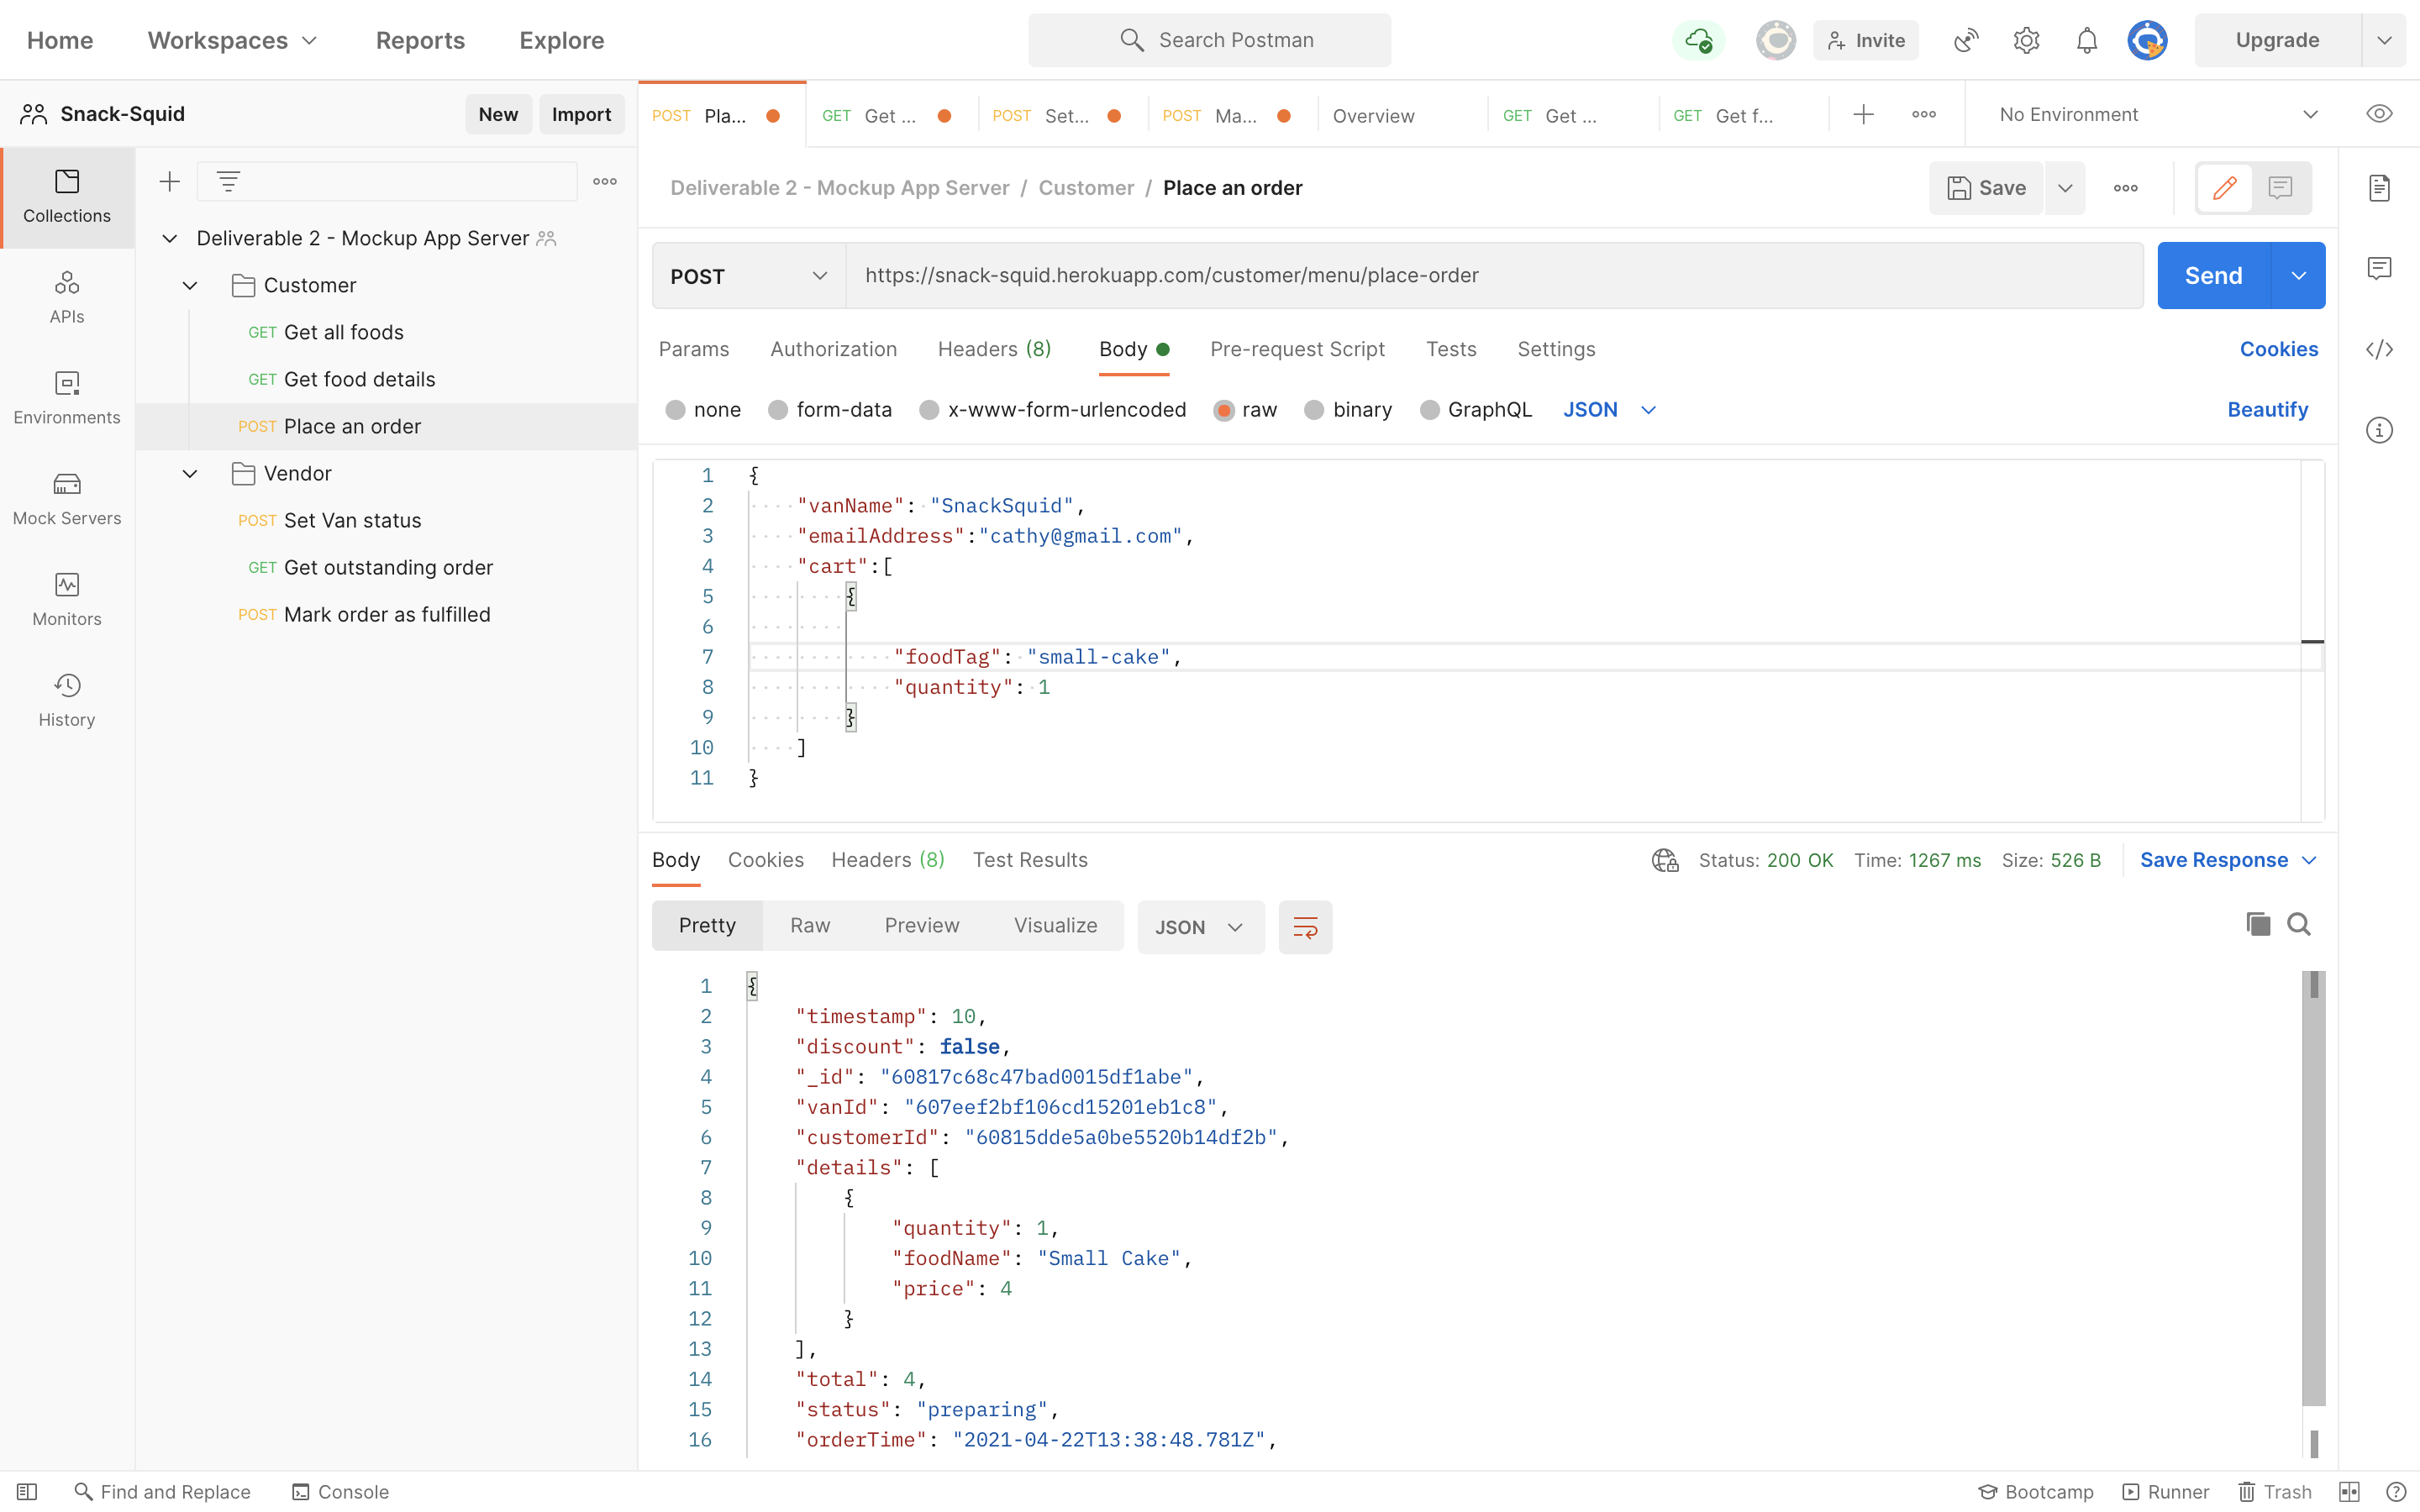 Home Workspaces Reports Explore Search Postman Invite Upgrade
Snack-Squid New Import
POST Pla... GET Get ... POST Set... POST Ma... Overview GET Get ... GET Get f... No Environment
Collections
APIs
Environments
Mock Servers
Monitors
History
Deliverable 2 - Mockup App Server
Customer
GET Get all foods
GET Get food details
POST Place an order
Vendor
POST Set Van status
GET Get outstanding order
POST Mark order as fulfilled
Deliverable 2 - Mockup App Server / Customer / Place an order Save
POST https://snack-squid.herokuapp.com/customer/menu/place-order Send
Params Authorization Headers (8) Body Pre-request Script Tests Settings Cookies
none form-data x-www-form-urlencoded raw binary GraphQL JSON Beautify
1 {
2 "vanName": "SnackSquid",
3 "emailAddress":"cathy@gmail.com",
4 "cart":[
5 {
6
7 "foodTag": "small-cake",
8 "quantity": 1
9 }
10 ]
11 }
Body Cookies Headers (8) Test Results Status: 200 OK Time: 1267 ms Size: 526 B Save Response
Pretty Raw Preview Visualize JSON
1 {
2 "timestamp": 10,
3 "discount": false,
4 "_id": "60817c68c47bad0015df1abe",
5 "vanId": "607eef2bf106cd15201eb1c8",
6 "customerId": "60815dde5a0be5520b14df2b",
7 "details": [
8 {
9 "quantity": 1,
10 "foodName": "Small Cake",
11 "price": 4
12 }
13 ],
14 "total": 4,
15 "status": "preparing",
16 "orderTime": "2021-04-22T13:38:48.781Z",
Find and Replace Console Bootcamp Runner Trash